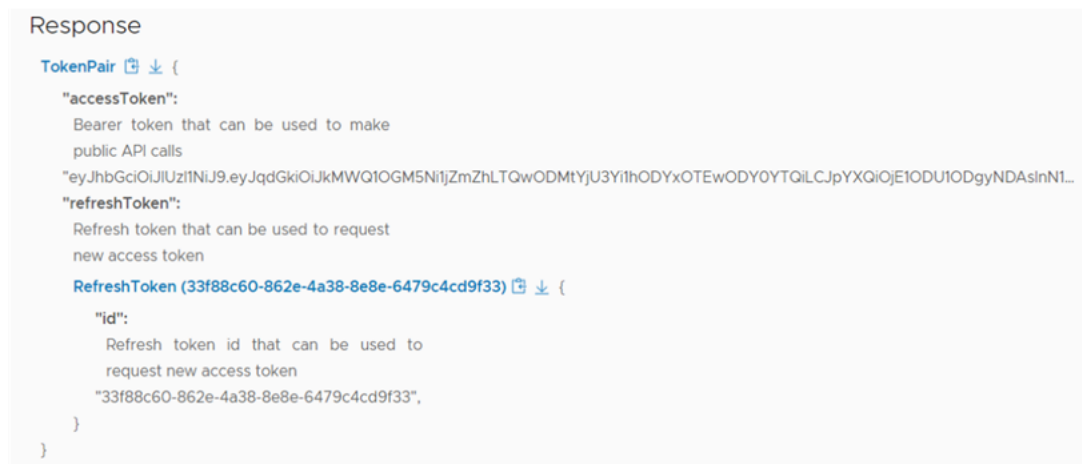 Response
TokenPair {
"accessToken":
Bearer token that can be used to make
public API calls
"eyJhbGciOiJIUzI1NiJ9.eyJqdGkiOiJkMWQ1OGM5Ni1jZmZhLTQwODMtYjU3Yi1hODYxOTEwODY0YTQiLCJpYXQiOjE1ODU1ODgyNDAsInN1...
"refreshToken":
Refresh token that can be used to request
new access token
RefreshToken (33f88c60-862e-4a38-8e8e-6479c4cd9f33) {
"id":
Refresh token id that can be used to
request new access token
"33f88c60-862e-4a38-8e8e-6479c4cd9f33",
}
}